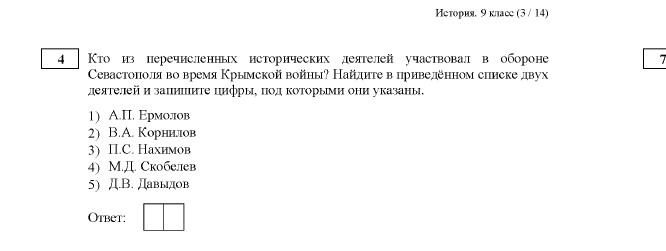 История. 9 класс (3 / 14)
4 Кто из перечисленных исторических деятелей участвовал в обороне
Севастополя во время Крымской войны? Найдите в приведённом списке двух
деятелей и запишите цифры, под которыми они указаны.
1) А.П. Ермолов
2) В.А. Корнилов
3) П.С. Нахимов
4) М.Д. Скобелев
5) Д.В. Давыдов
Ответ:
7